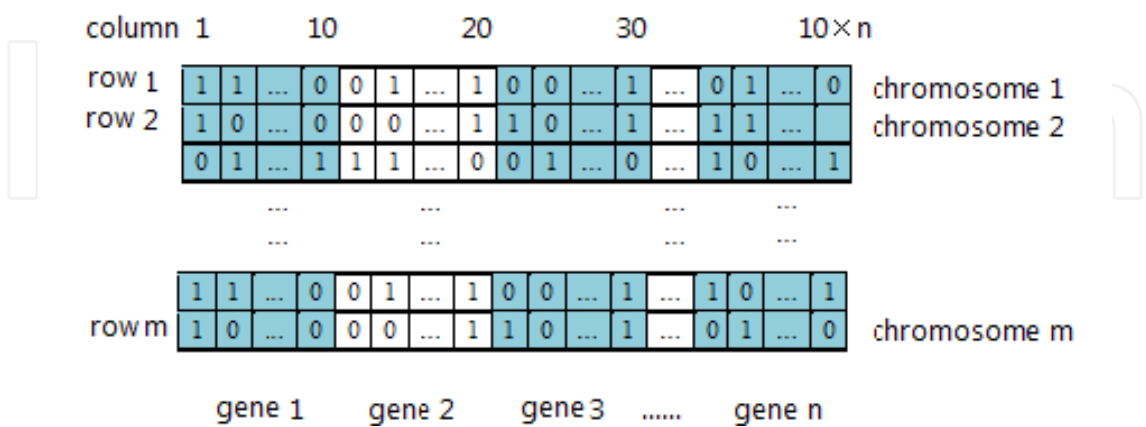 column 1 10 20 30 10×n
row 1 1 1 ... 0 0 1 ... 1 0 0 ... 1 ... 0 1 ... 0 chromosome 1
row 2 1 0 ... 0 0 0 ... 1 1 0 ... 1 ... 1 1 ... chromosome 2
0 1 ... 1 1 1 ... 0 0 1 ... 0 ... 1 0 ... 1
... ... ... ...
... ... ... ...
1 1 ... 0 0 1 ... 1 0 0 ... 1 ... 1 0 ... 1
row m 1 0 ... 0 0 0 ... 1 1 0 ... 1 ... 0 1 ... 0 chromosome m
gene 1 gene 2 gene 3 ...... gene n